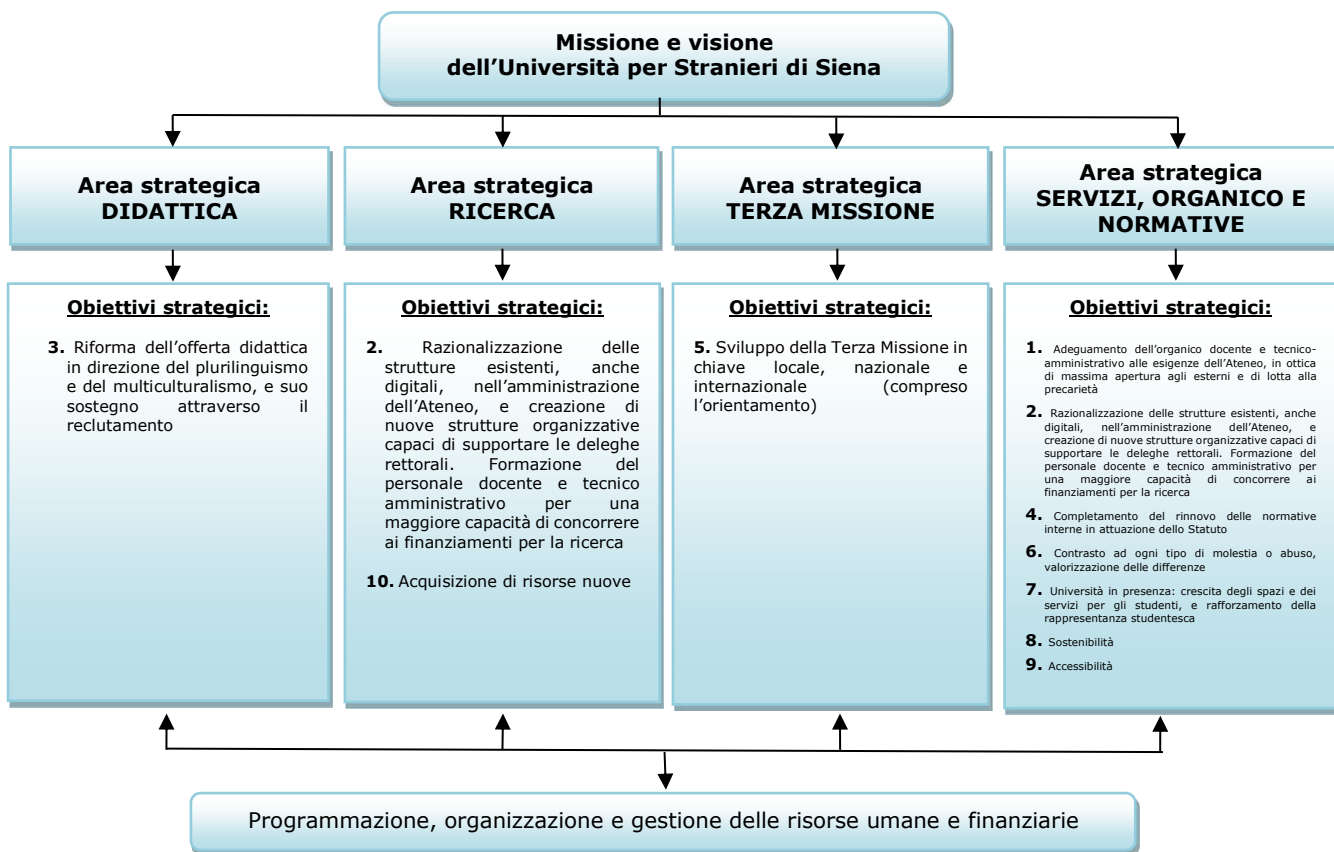 Missione e visione
dell'Università per Stranieri di Siena
Area strategica
DIDATTICA
Area strategica
RICERCA
Area strategica
TERZA MISSIONE
Area strategica
SERVIZI, ORGANICO E
NORMATIVE
Obiettivi strategici:
3. Riforma dell'offerta didattica
in direzione del plurilinguismo
e del multiculturalismo, e suo
sostegno attraverso il
reclutamento
Obiettivi strategici:
2. Razionalizzazione delle
strutture esistenti, anche
digitali, nell'amministrazione
dell'Ateneo, e creazione di
nuove strutture organizzative
capaci di supportare le deleghe
rettorali. Formazione del
personale docente e tecnico
amministrativo per una
maggiore capacità di concorrere
ai finanziamenti per la ricerca
10. Acquisizione di risorse nuove
Obiettivi strategici:
5. Sviluppo della Terza Missione in
chiave locale, nazionale e
internazionale (compreso
l'orientamento)
Obiettivi strategici:
1. Adeguamento dell'organico docente e tecnico-
amministrativo alle esigenze dell'Ateneo, in ottica
di massima apertura agli esterni e di lotta alla
precarietà
2. Razionalizzazione delle strutture esistenti, anche
digitali, nell'amministrazione dell'Ateneo, e
creazione di nuove strutture organizzative capaci di
supportare le deleghe rettorali. Formazione del
personale docente e tecnico amministrativo per
una maggiore capacità di concorrere ai
finanziamenti per la ricerca
4. Completamento del rinnovo delle normative
interne in attuazione dello Statuto
6. Contrasto ad ogni tipo di molestia o abuso,
valorizzazione delle differenze
7. Università in presenza: crescita degli spazi e dei
servizi per gli studenti, e rafforzamento della
rappresentanza studentesca
8. Sostenibilità
9. Accessibilità
Programmazione, organizzazione e gestione delle risorse umane e finanziarie